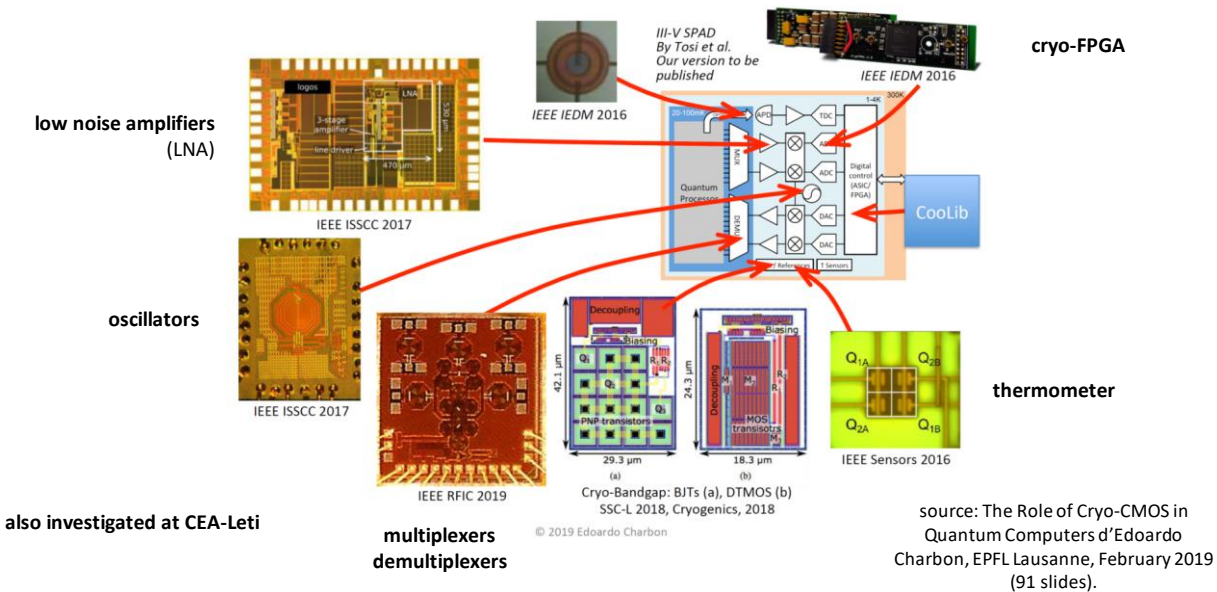 III-V SPAD
By Tosi et al.
Our version to be
published
IEEE IEDM 2016
IEEE IEDM 2016
cryo-FPGA
low noise amplifiers
(LNA)
logos
LNA
3-stage
amplifier
line driver
530 µm
470 µm
IEEE ISSCC 2017
300K
1-4K
20-100mK
APD
TDC
MUX
ADC
Quantum
Processor
Digital
control
(ASIC/
FPGA)
DAC
DAC
References
T Sensors
CooLib
oscillators
IEEE ISSCC 2017
IEEE RFIC 2019
Decoupling
Biasing
Q₂
Q₃
R₁
R₂
PNP transistors
42.1 µm
29.3 µm
(a)
Biasing
Decoupling
MOS
transisotrs
24.3 µm
18.3 µm
(b)
Cryo-Bandgap: BJTs (a), DTMOS (b)
SSC-L 2018, Cryogenics, 2018
Q1A
Q2B
Q2A
Q1B
IEEE Sensors 2016
thermometer
also investigated at CEA-Leti
multiplexers
demultiplexers
© 2019 Edoardo Charbon
source: The Role of Cryo-CMOS in
Quantum Computers d’Edoardo
Charbon, EPFL Lausanne, February 2019
(91 slides).